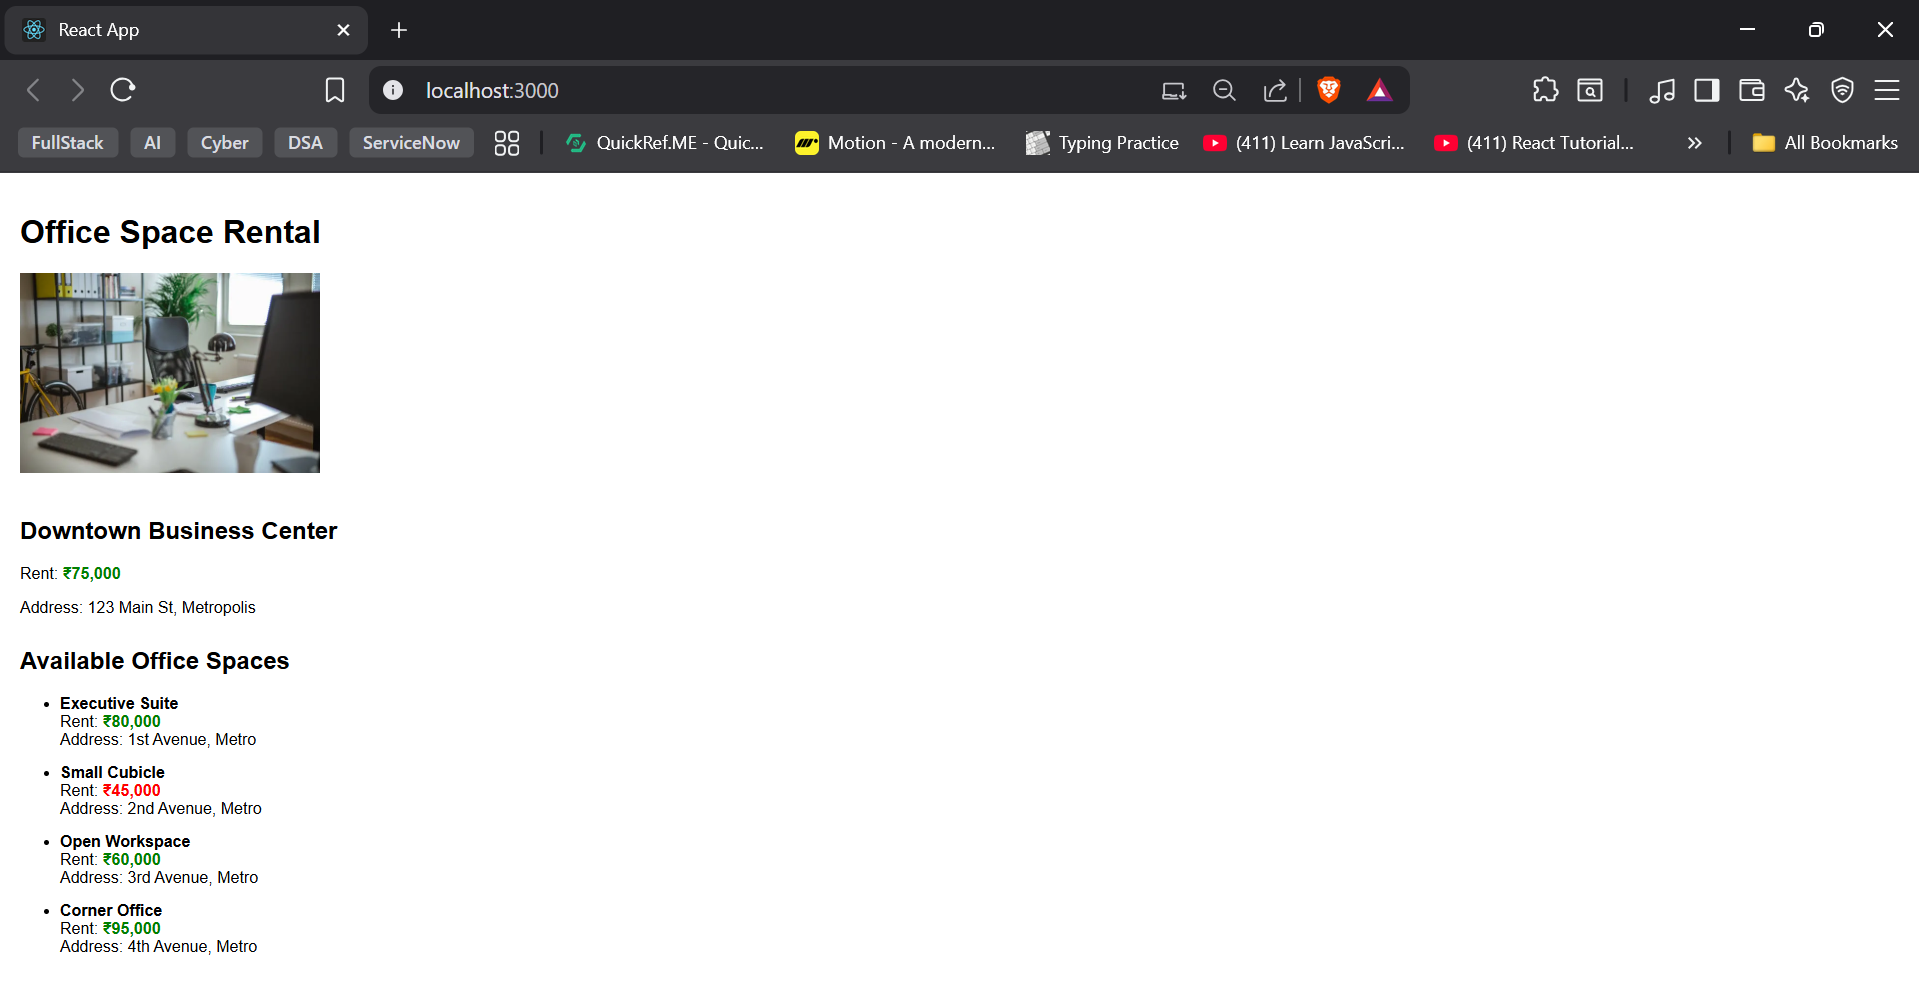 React App
localhost:3000
FullStack AI Cyber DSA ServiceNow QuickRef.ME - Quic... Motion - A modern... Typing Practice (411) Learn JavaScri... (411) React Tutorial... All Bookmarks
Office Space Rental
Downtown Business Center
Rent: ₹75,000
Address: 123 Main St, Metropolis
Available Office Spaces
Executive Suite
Rent: ₹80,000
Address: 1st Avenue, Metro
Small Cubicle
Rent: ₹45,000
Address: 2nd Avenue, Metro
Open Workspace
Rent: ₹60,000
Address: 3rd Avenue, Metro
Corner Office
Rent: ₹95,000
Address: 4th Avenue, Metro